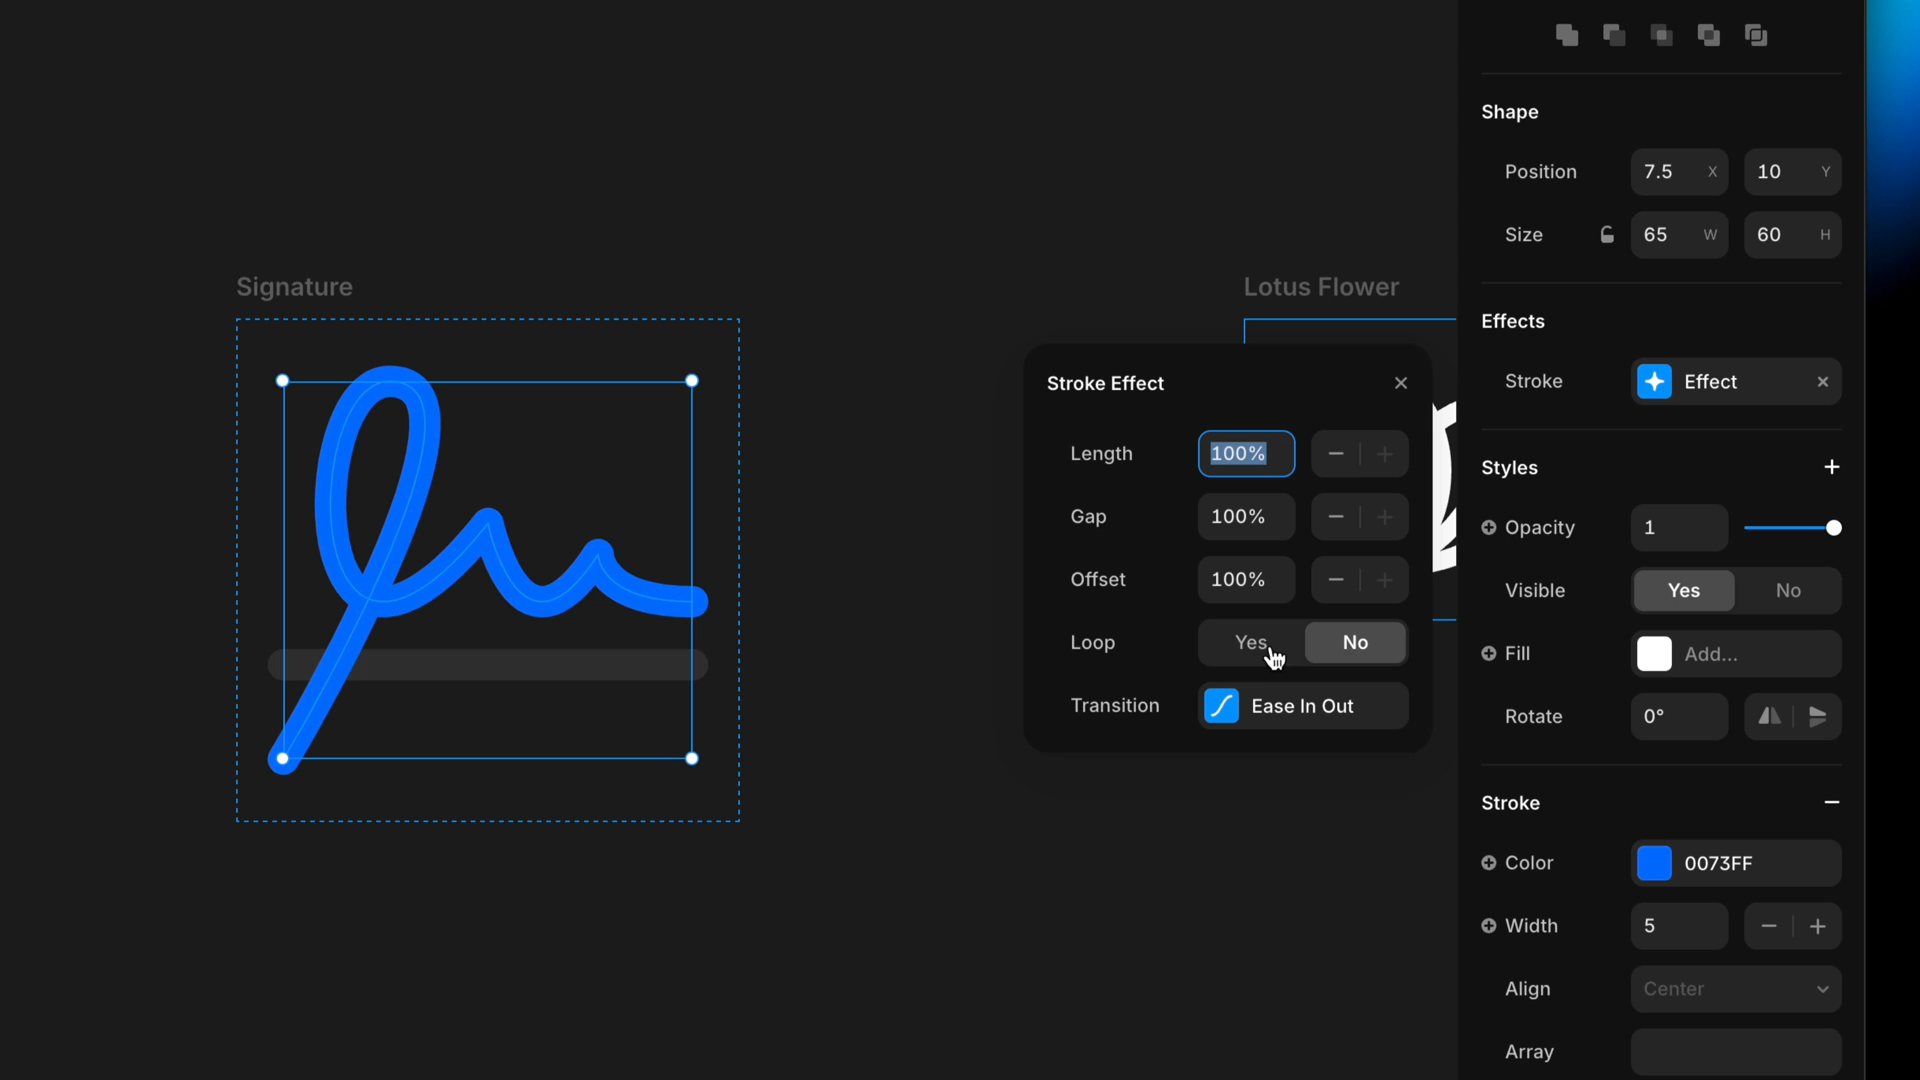 Signature
Lotus Flower
Stroke Effect
Length 100%
Gap 100%
Offset 100%
Loop Yes No
Transition Ease In Out
Shape
Position 7.5 X 10 Y
Size 65 W 60 H
Effects
Stroke Effect
Styles
Opacity 1
Visible Yes No
Fill Add...
Rotate 0°
Stroke
Color 0073FF
Width 5
Align Center
Array